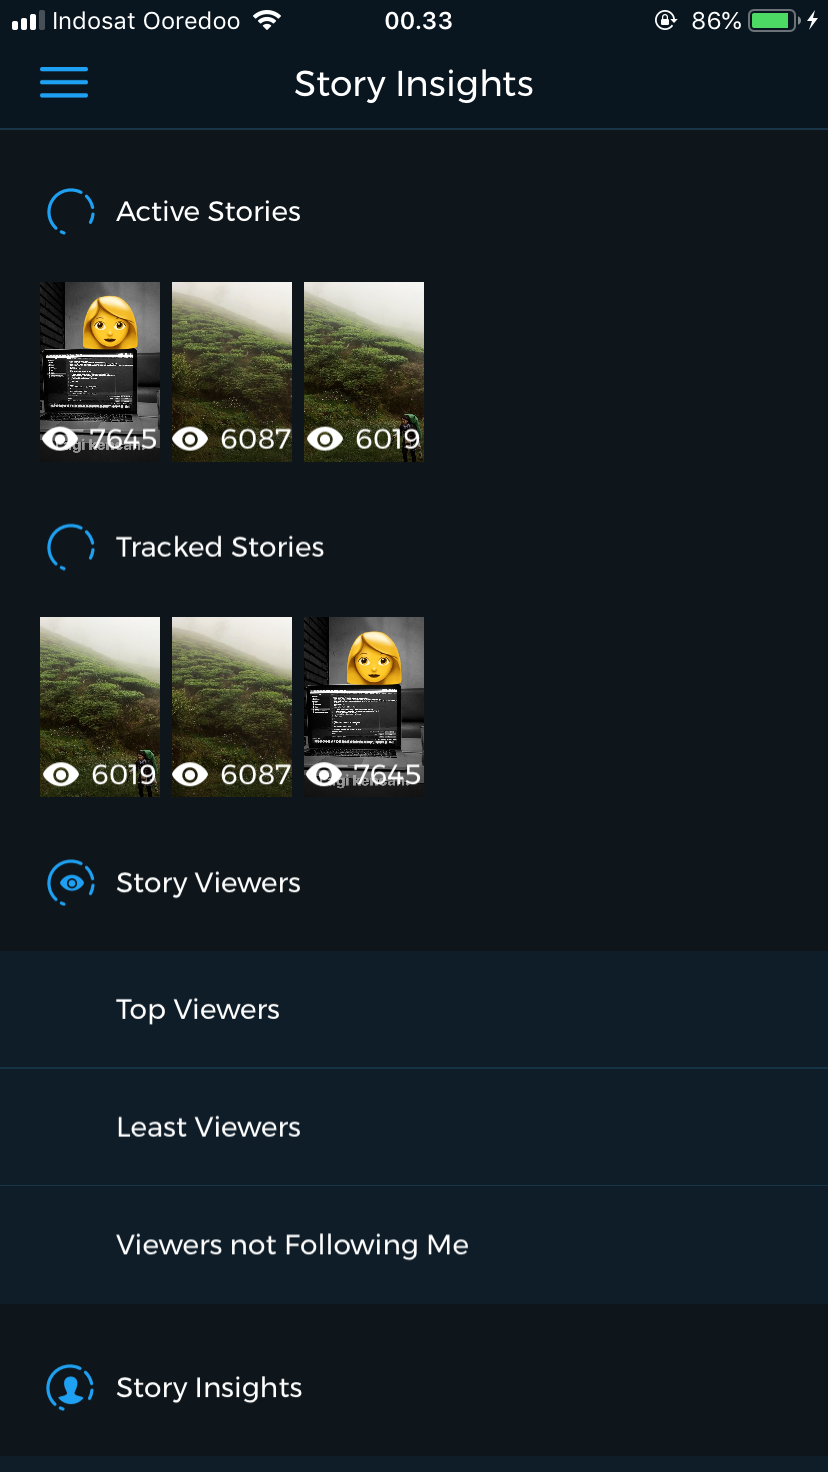 Indosat Ooredoo 00.33 86%
Story Insights
Active Stories
7645 6087 6019
Tracked Stories
6019 6087 7645
Story Viewers
Top Viewers
Least Viewers
Viewers not Following Me
Story Insights